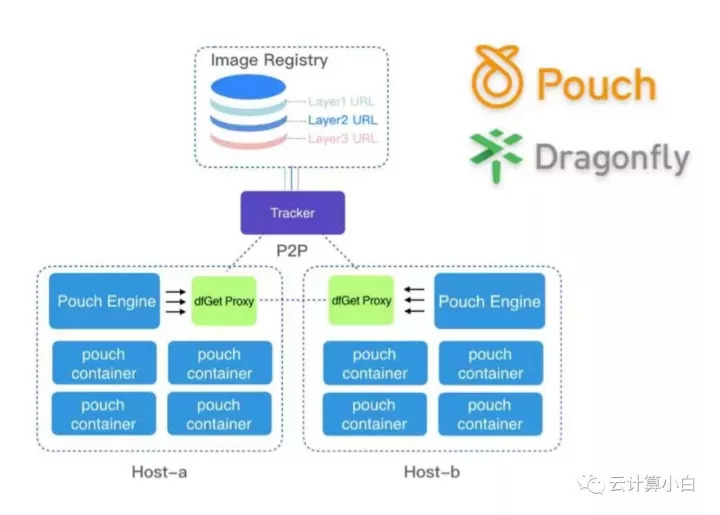 Image Registry
Layer1 URL
Layer2 URL
Layer3 URL
Pouch
Dragonfly
Tracker
P2P
Pouch Engine
dfGet Proxy
dfGet Proxy
Pouch Engine
pouch
container
pouch
container
pouch
container
pouch
container
pouch
container
pouch
container
pouch
container
pouch
container
Host-a
Host-b
云计算小白